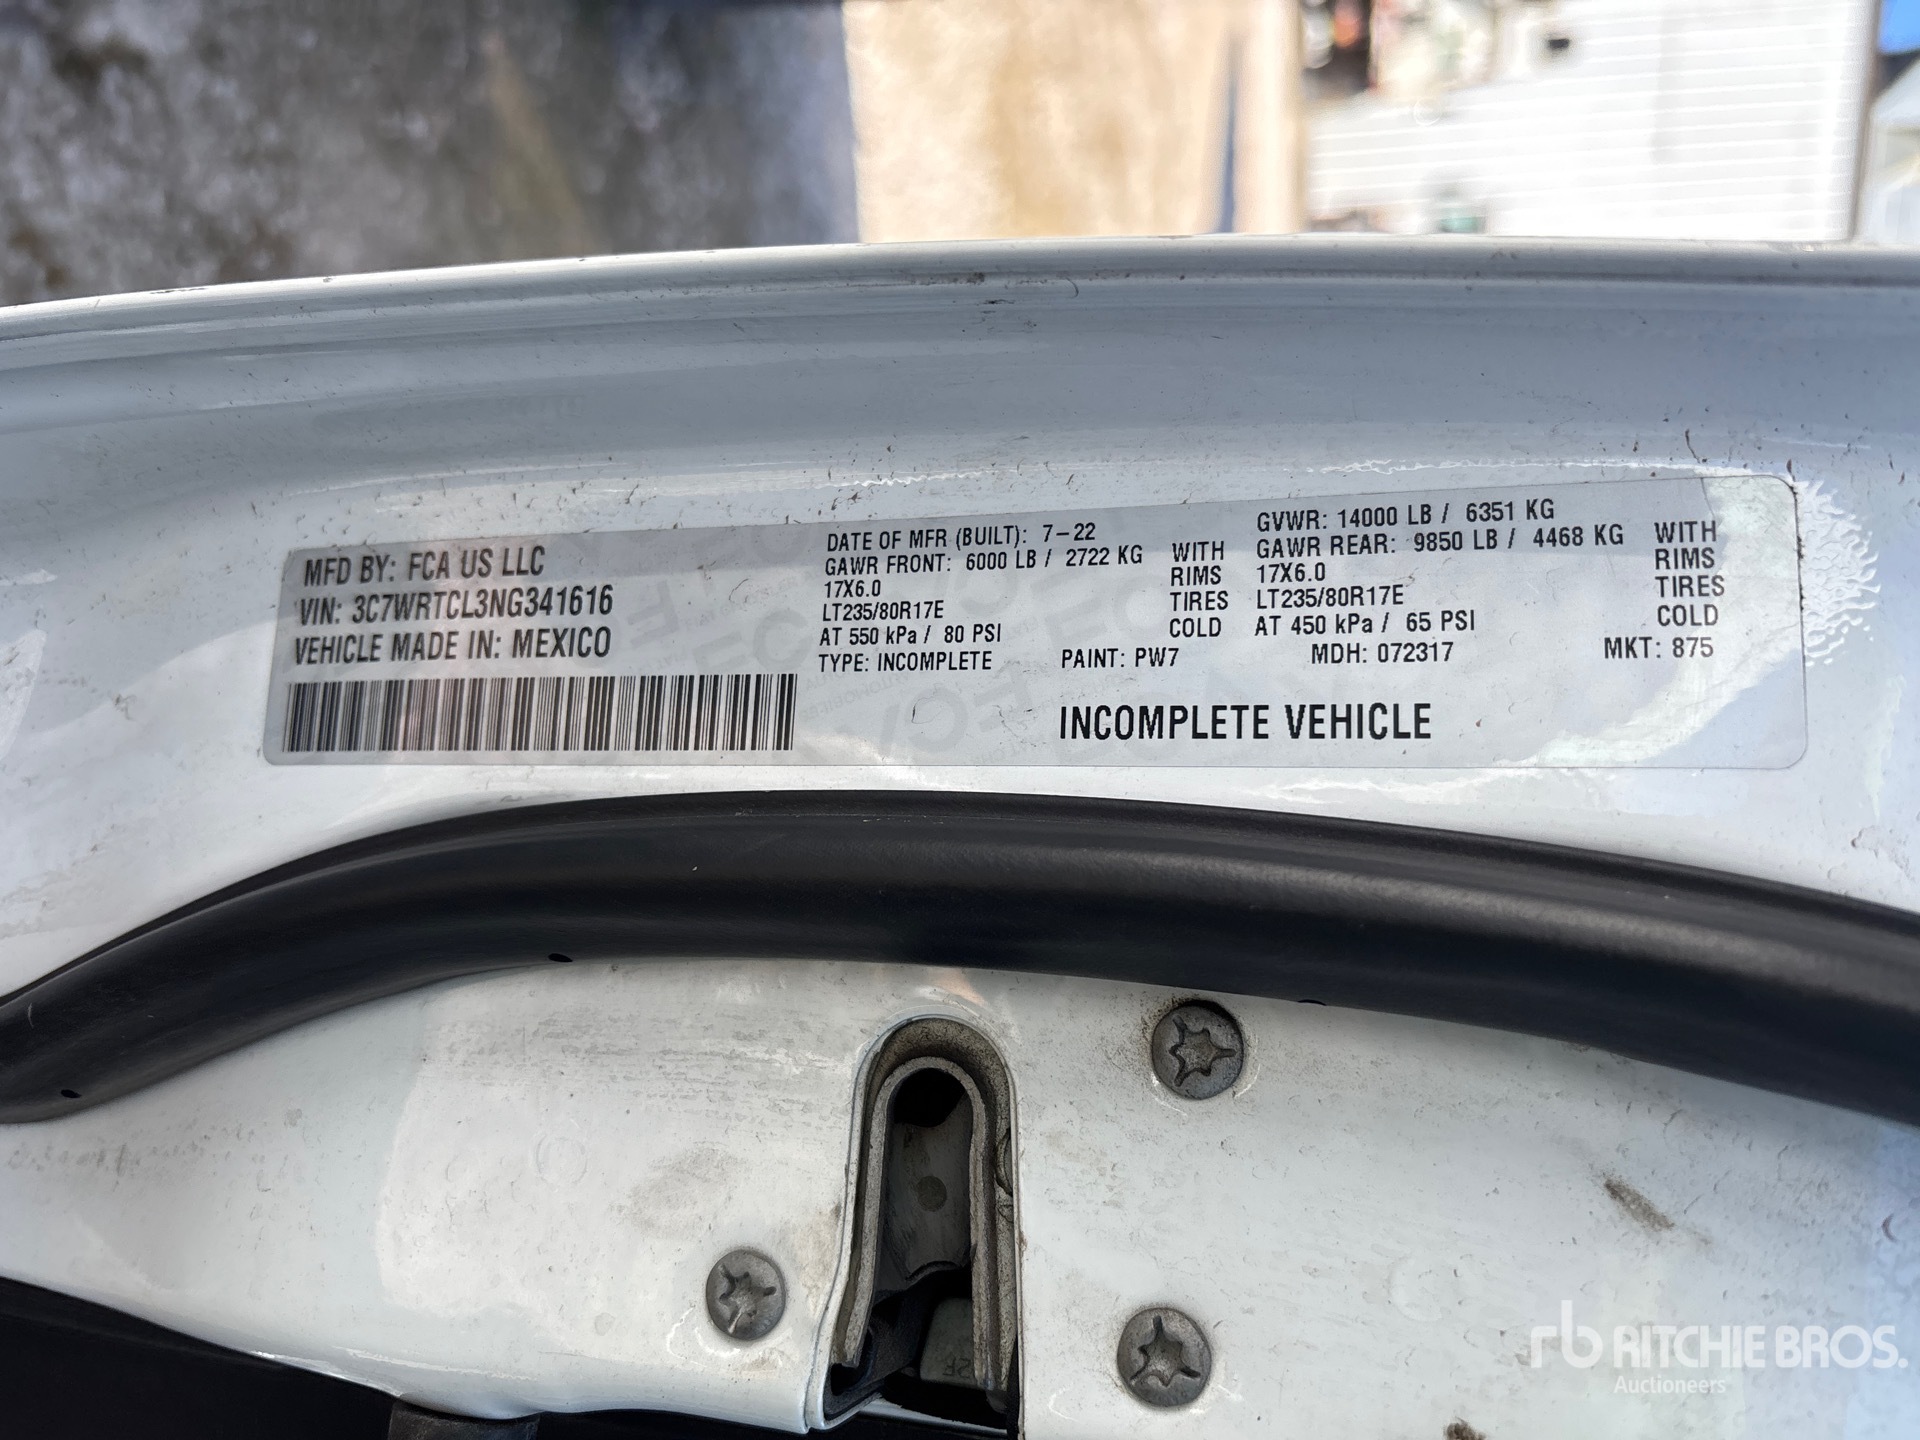 MFD BY: FCA US LLC
VIN: 3C7WRTCL3NG341616
VEHICLE MADE IN: MEXICO
DATE OF MFR (BUILT): 7-22
GAWR FRONT: 6000 LB / 2722 KG WITH
17X6.0 RIMS
LT235/80R17E TIRES
AT 550 kPa / 80 PSI COLD
TYPE: INCOMPLETE PAINT: PW7
GVWR: 14000 LB / 6351 KG
GAWR REAR: 9850 LB / 4468 KG WITH
17X6.0 RIMS
LT235/80R17E TIRES
AT 450 kPa / 65 PSI COLD
MDH: 072317 MKT: 875
INCOMPLETE VEHICLE
rb RITCHIE BROS.
Auctioneers